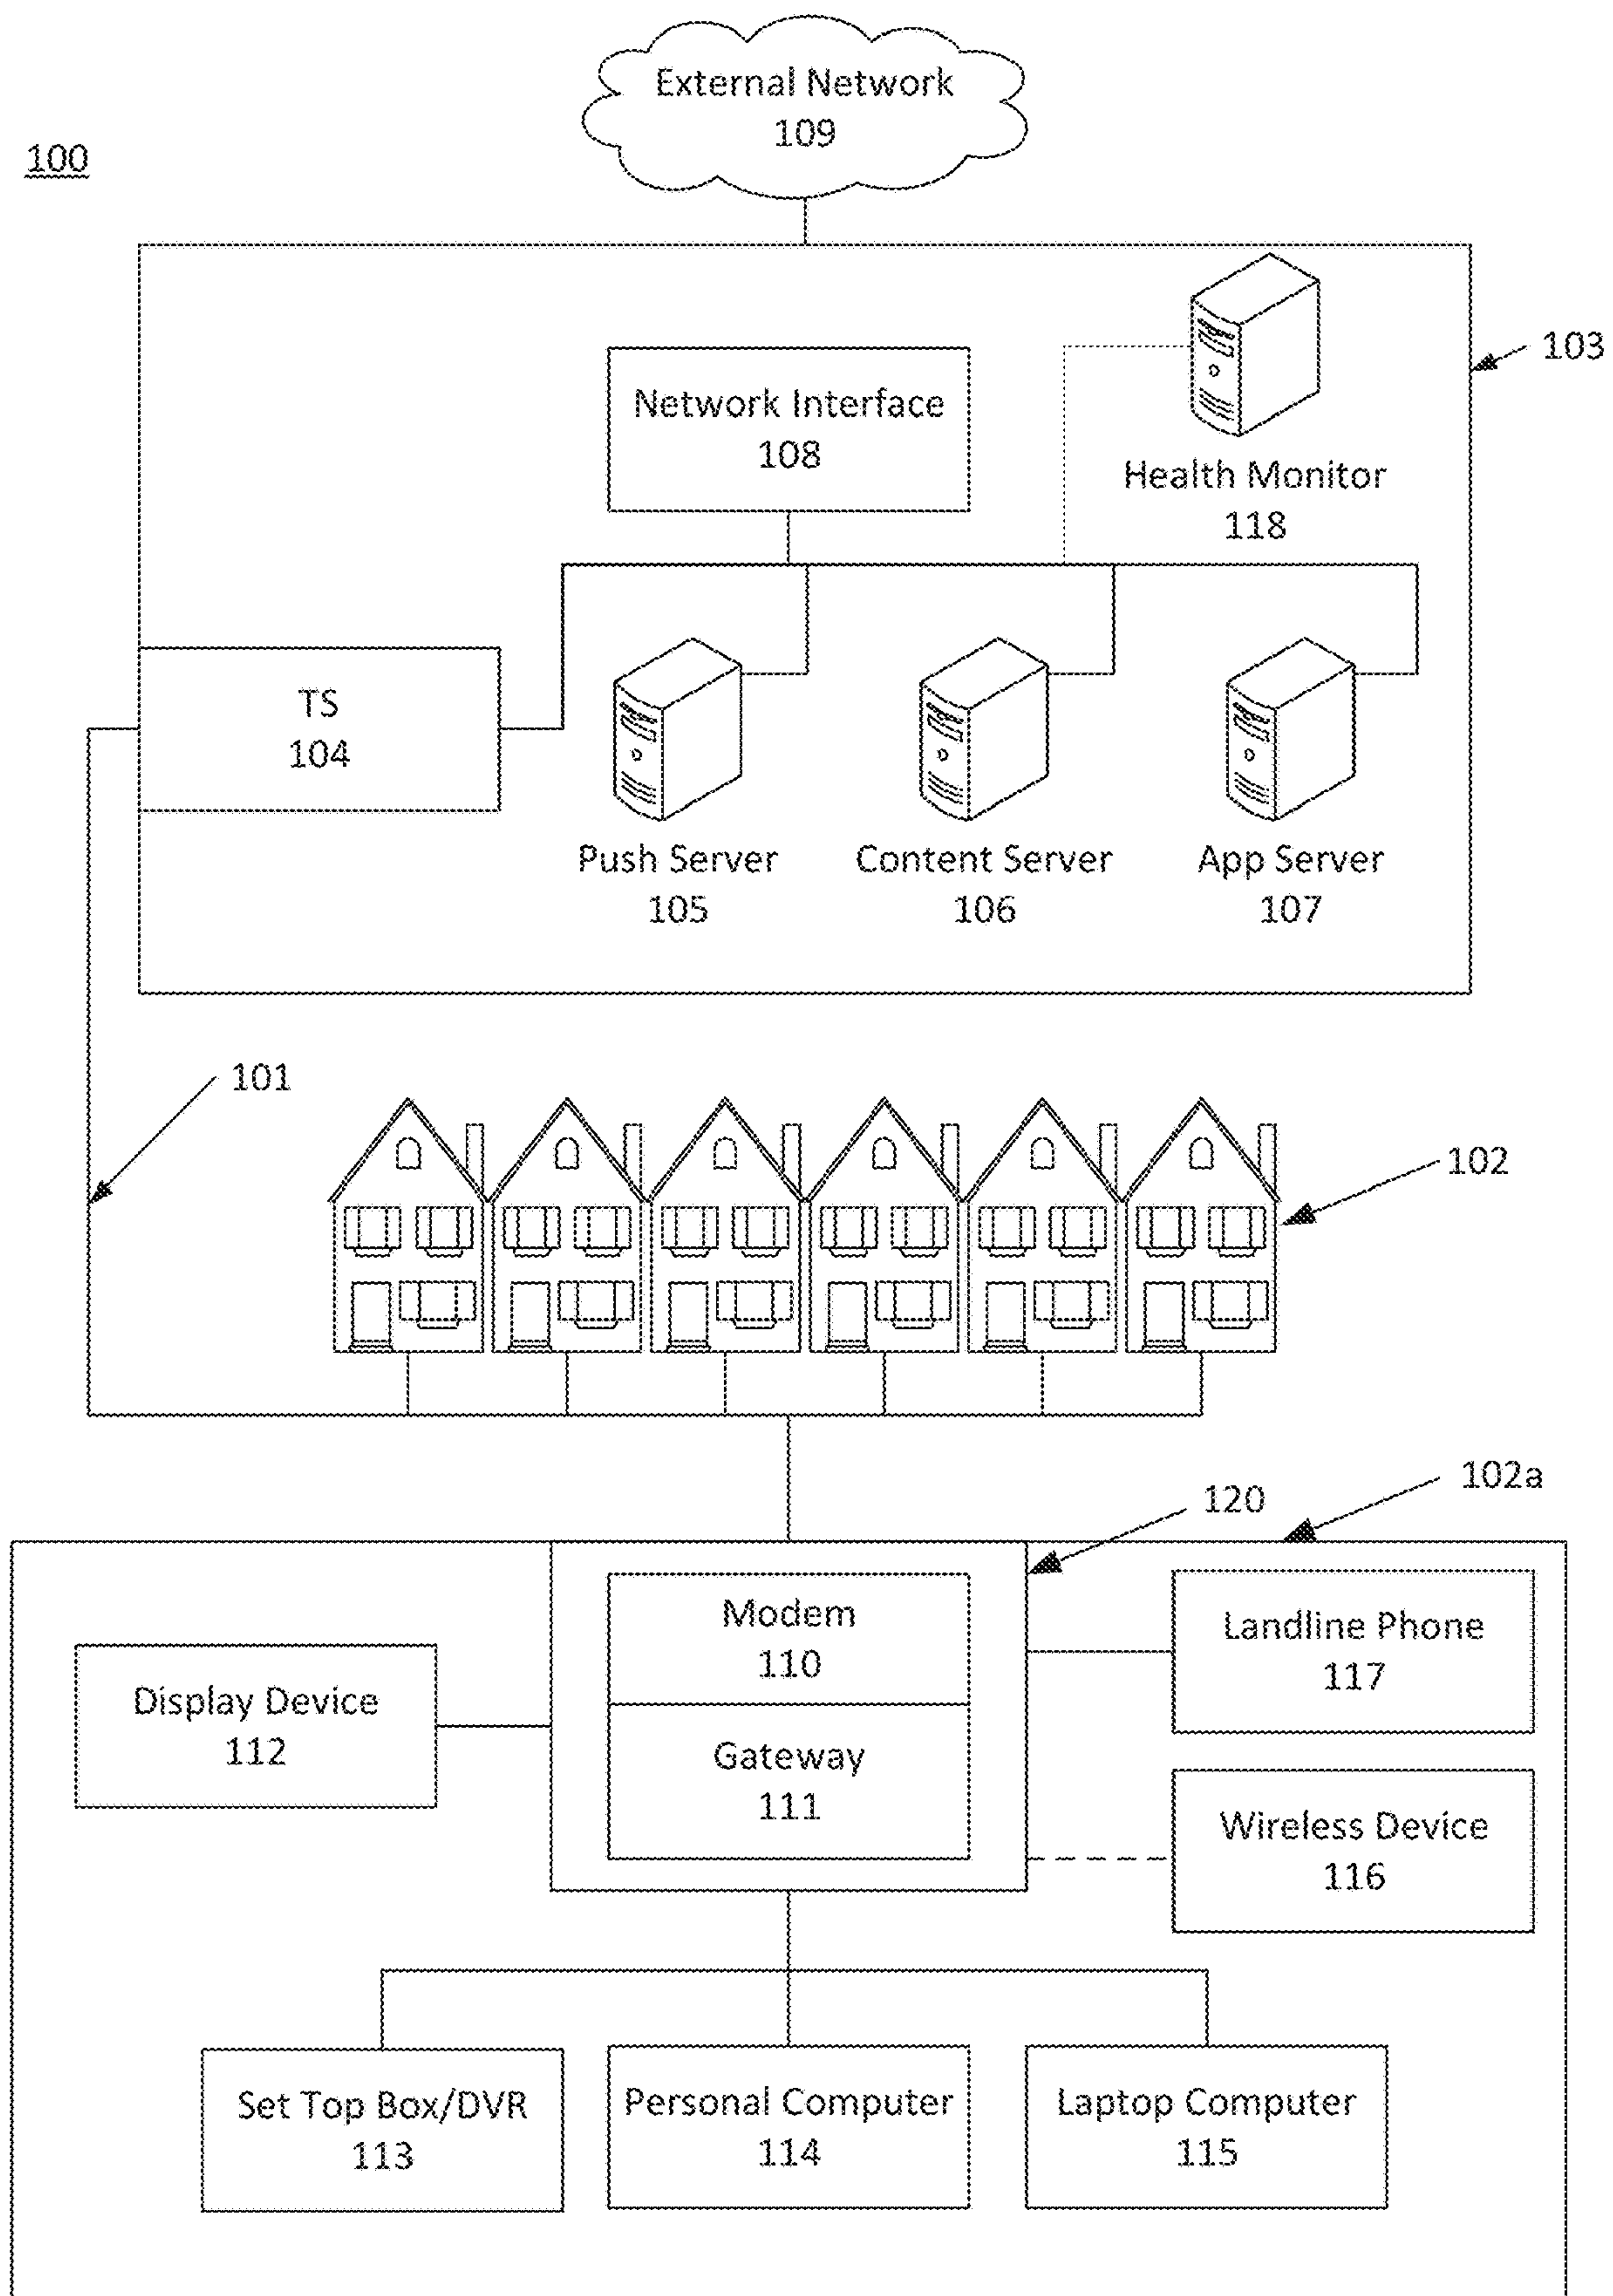 External Network
109
100
103
Network Interface
108
Health Monitor
118
TS
104
Push Server
105
Content Server
106
App Server
107
101
102
102a
120
Modem
110
Landline Phone
117
Display Device
112
Gateway
111
Wireless Device
116
Set Top Box/DVR
113
Personal Computer
114
Laptop Computer
115